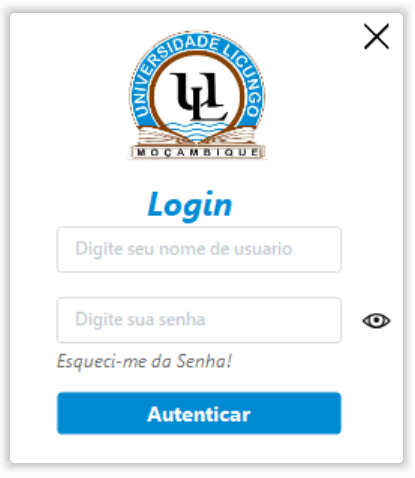 UNIVERSIDADE LICUNGO
UL
MOÇAMBIQUE
Login
Digite seu nome de usuario
Digite sua senha
Esqueci-me da Senha!
Autenticar